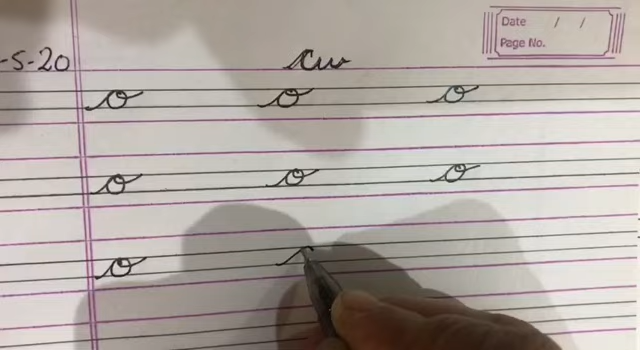 Date / /
Page No.
-5-20 cw
o o o
o o o
o